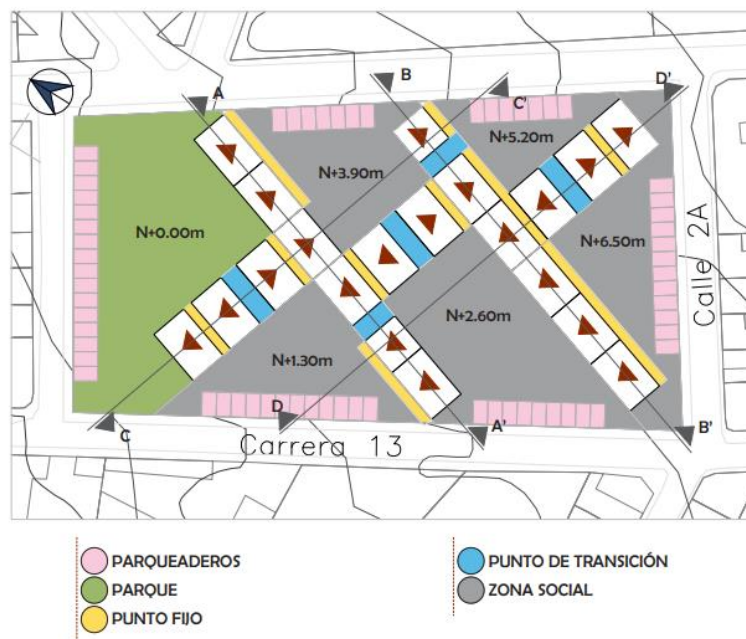 A
B
C'
D'
N+5.20m
N+3.90m
N+0.00m
N+6.50m
Calle 2A
N+2.60m
N+1.30m
D
C
A'
B'
Carrera 13
PARQUEADEROS
PARQUE
PUNTO FIJO
PUNTO DE TRANSICIÓN
ZONA SOCIAL